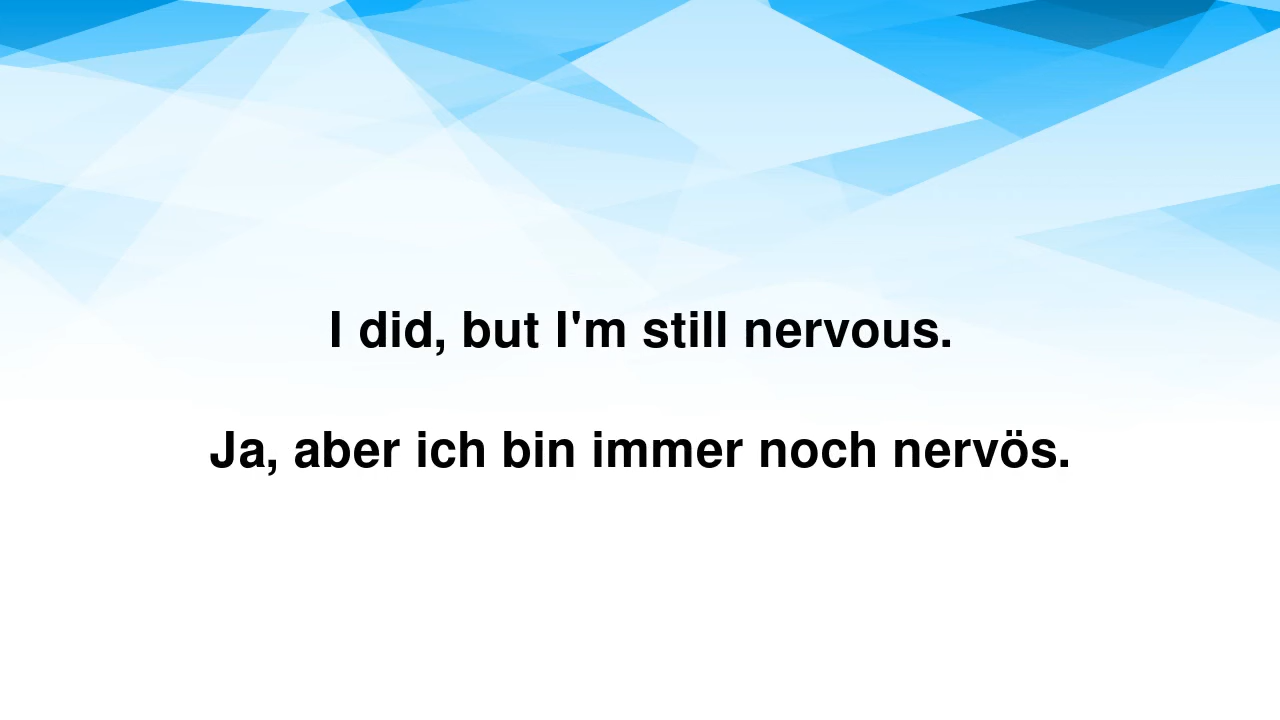 I did, but I'm still nervous.
Ja, aber ich bin immer noch nervös.